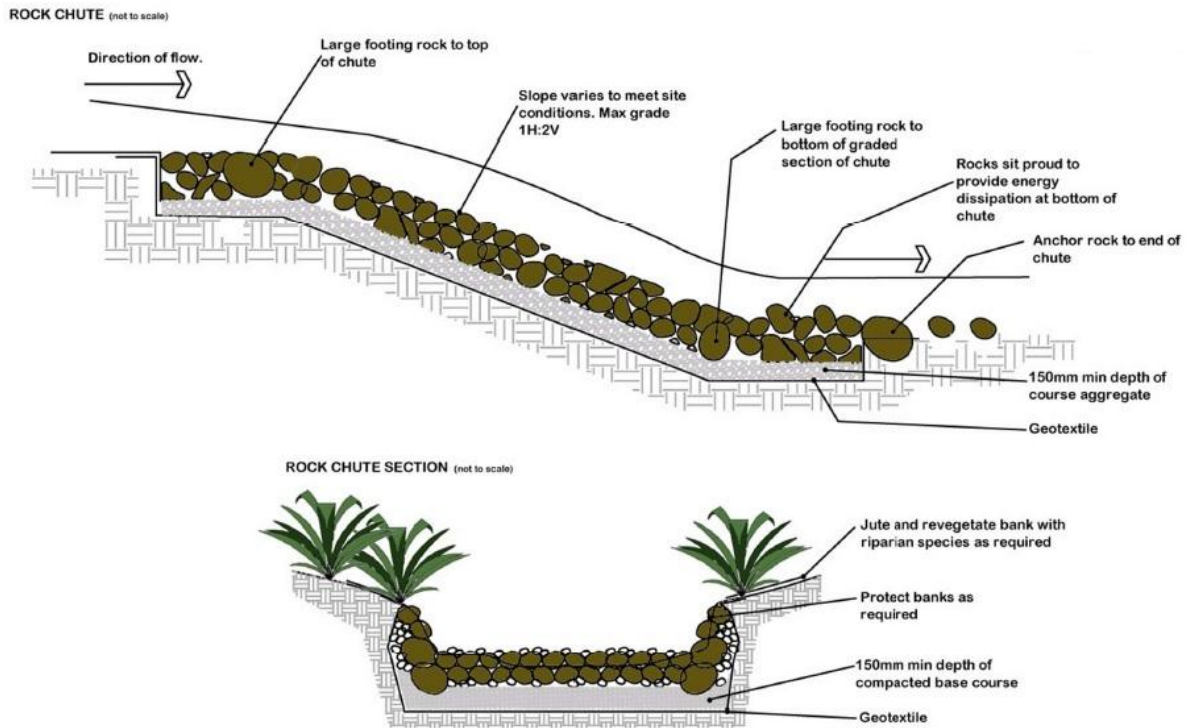 ROCK CHUTE (not to scale)
Direction of flow.
Large footing rock to top
of chute
Slope varies to meet site
conditions. Max grade
1H:2V
Large footing rock to
bottom of graded
section of chute
Rocks sit proud to
provide energy
dissipation at bottom of
chute
Anchor rock to end of
chute
150mm min depth of
course aggregate
Geotextile
ROCK CHUTE SECTION (not to scale)
Jute and revegetate bank with
riparian species as required
Protect banks as
required
150mm min depth of
compacted base course
Geotextile